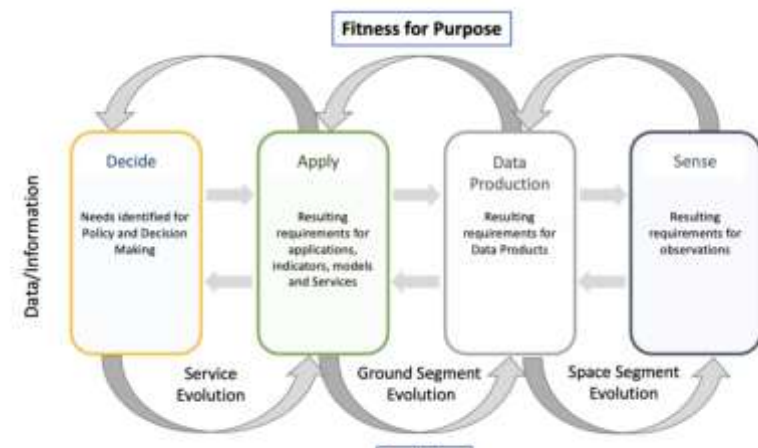 Fitness for Purpose
Decide
Needs identified for
Policy and Decision
Making
Apply
Resulting
requirements for
applications,
indicators, models
and Services
Data
Production
Resulting
requirements for
Data Products
Sense
Resulting
requirements for
observations
Data/Information
Service
Evolution
Ground Segment
Evolution
Space Segment
Evolution